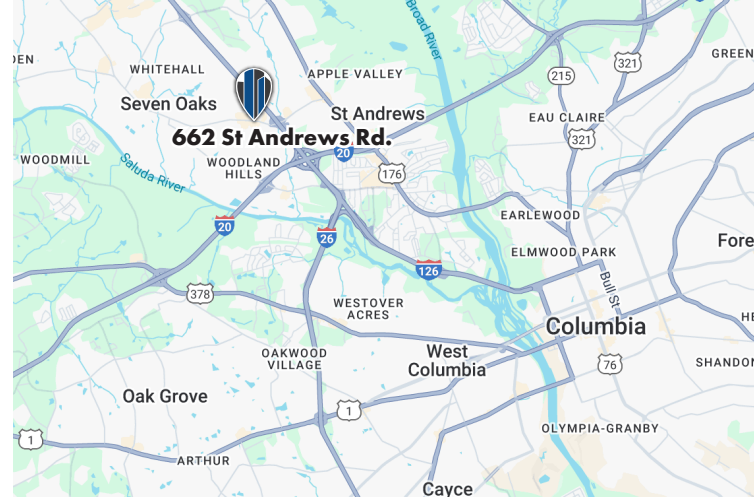 Broad River
DEN
WHITEHALL
APPLE VALLEY
321
GREEN
215
Seven Oaks
St Andrews
EAU CLAIRE
662 St Andrews Rd.
321
20
WOODMILL
Saluda River
WOODLAND
HILLS
176
EARLEWOOD
20
26
Fore
ELMWOOD PARK
126
Bull St
378
WESTOVER
ACRES
HE
Columbia
OAKWOOD
VILLAGE
West
Columbia
76
SHANDON
Oak Grove
1
OLYMPIA-GRANBY
1
ARTHUR
Cayce